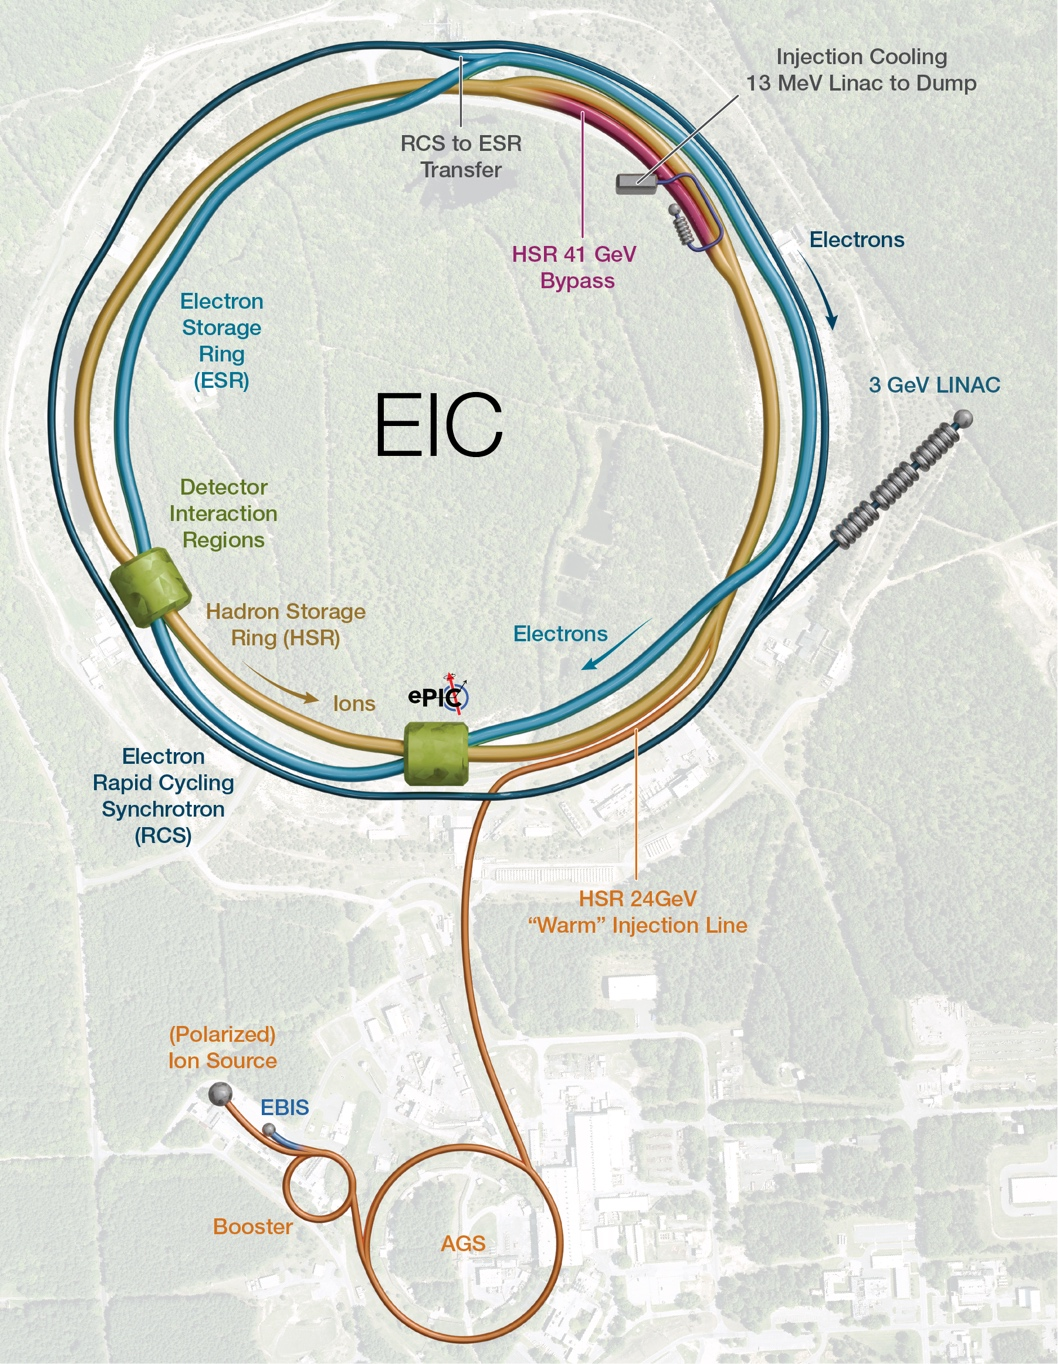 Injection Cooling
13 MeV Linac to Dump
RCS to ESR
Transfer
HSR 41 GeV
Bypass
Electrons
Electron
Storage
Ring
(ESR)
3 GeV LINAC
EIC
Detector
Interaction
Regions
Hadron Storage
Ring (HSR)
Electrons
Ions
ePIC
Electron
Rapid Cycling
Synchrotron
(RCS)
HSR 24GeV
“Warm” Injection Line
(Polarized)
Ion Source
EBIS
Booster
AGS